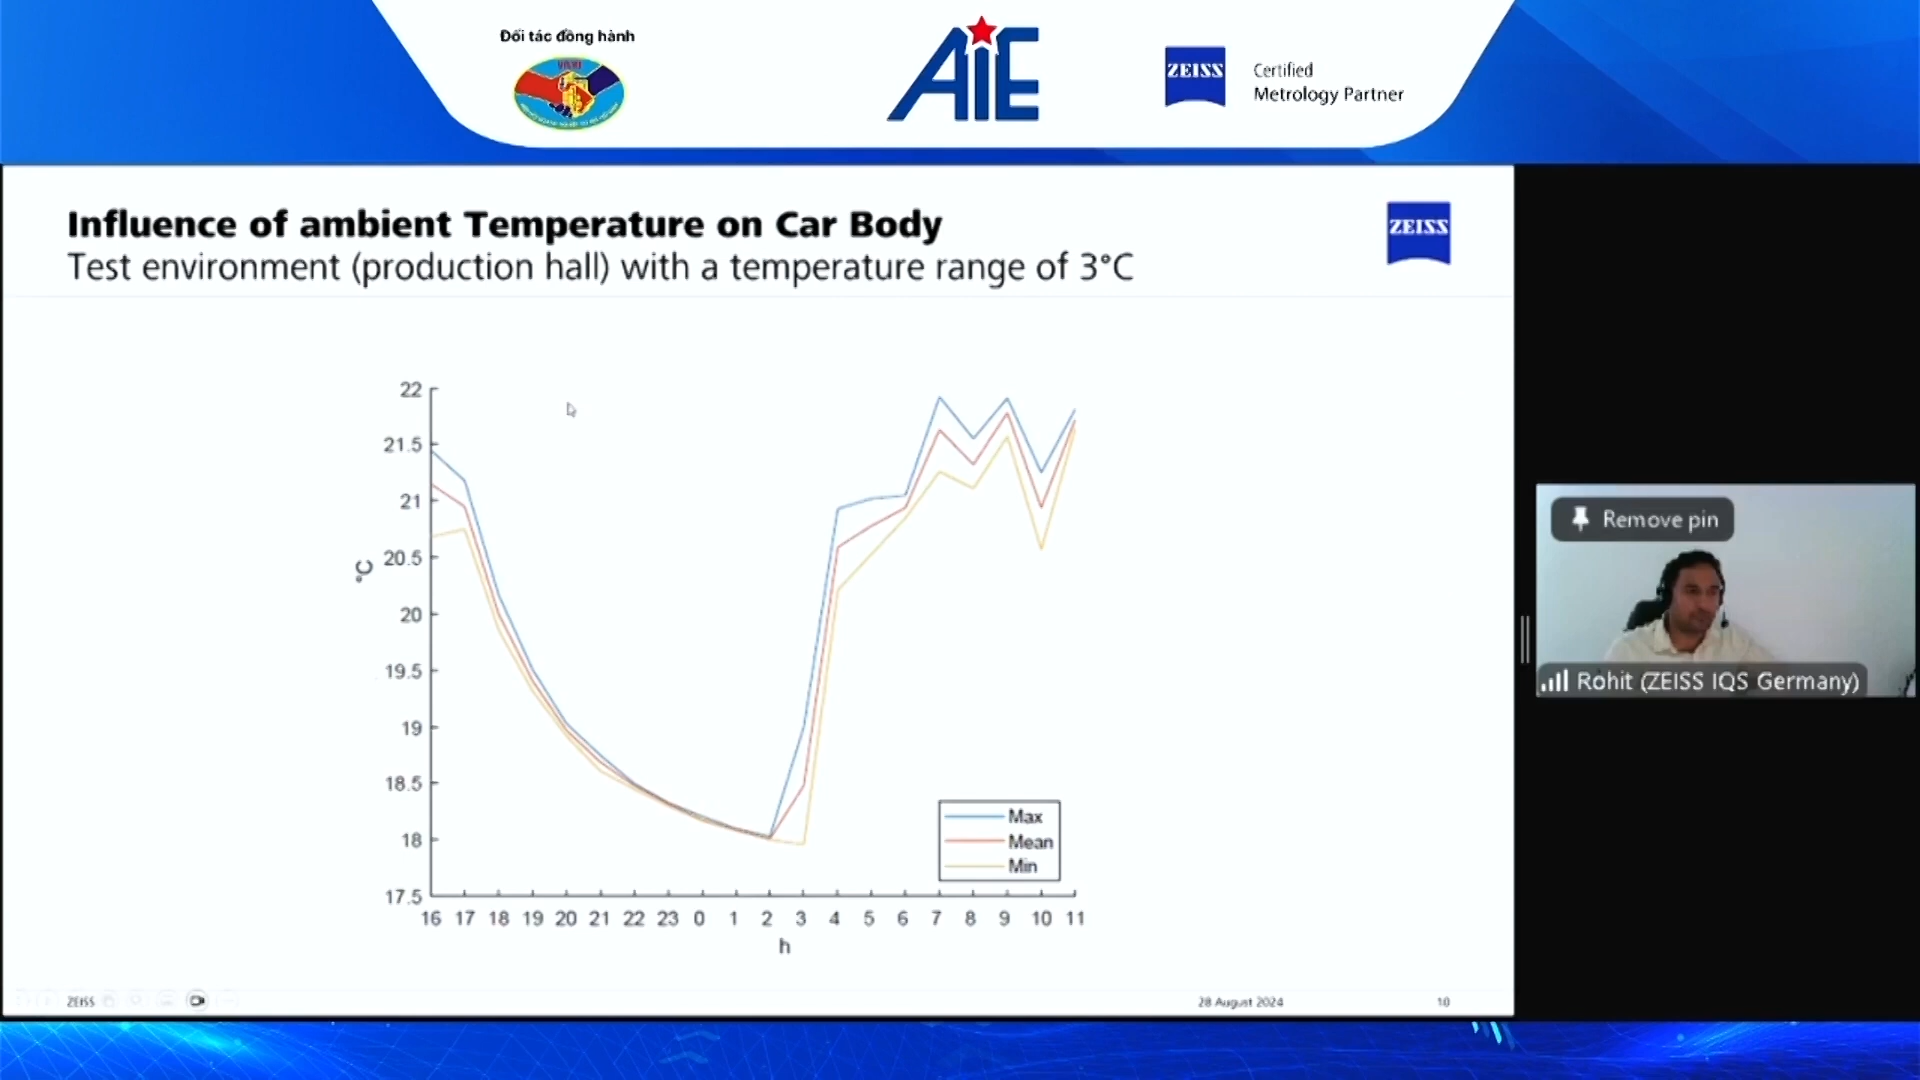 Đối tác đồng hành
AIE
ZEISS
Certified
Metrology Partner
Influence of ambient Temperature on Car Body
Test environment (production hall) with a temperature range of 3°C
ZEISS
22
21.5
21
20.5
20
19.5
19
18.5
18
17.5
°C
16 17 18 19 20 21 22 23 0 1 2 3 4 5 6 7 8 9 10 11
h
Max
Mean
Min
Remove pin
Rohit (ZEISS IQS Germany)
ZEISS
28 August 2024
10